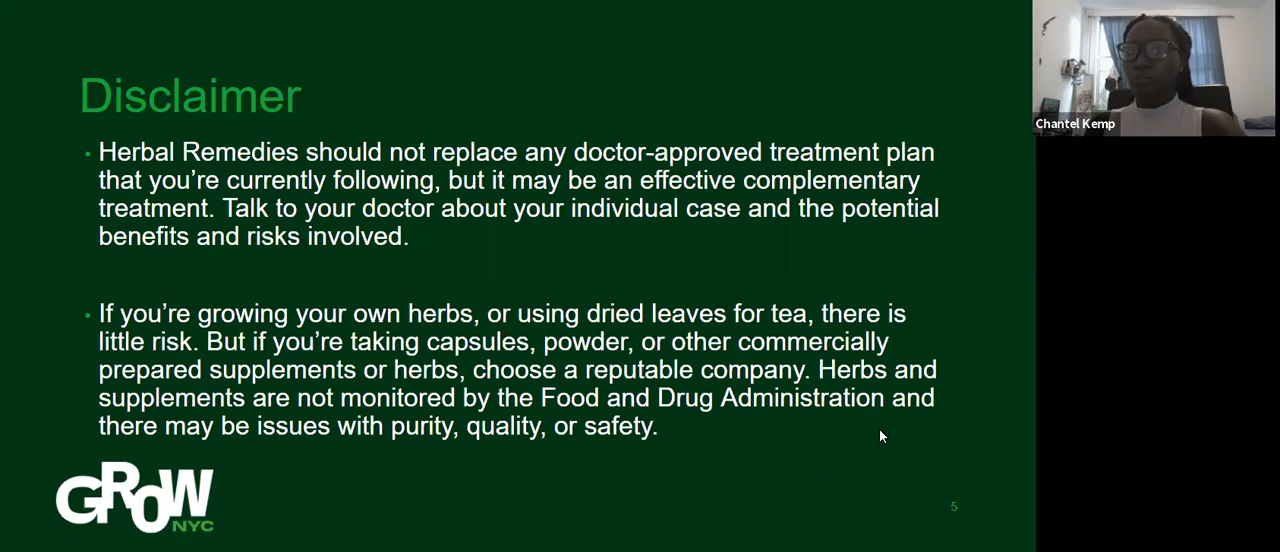 Disclaimer
• Herbal Remedies should not replace any doctor-approved treatment plan
that you're currently following, but it may be an effective complementary
treatment. Talk to your doctor about your individual case and the potential
benefits and risks involved.
• If you're growing your own herbs, or using dried leaves for tea, there is
little risk. But if you're taking capsules, powder, or other commercially
prepared supplements or herbs, choose a reputable company. Herbs and
supplements are not monitored by the Food and Drug Administration and
there may be issues with purity, quality, or safety.
GROW
NYC
5
Chantel Kemp